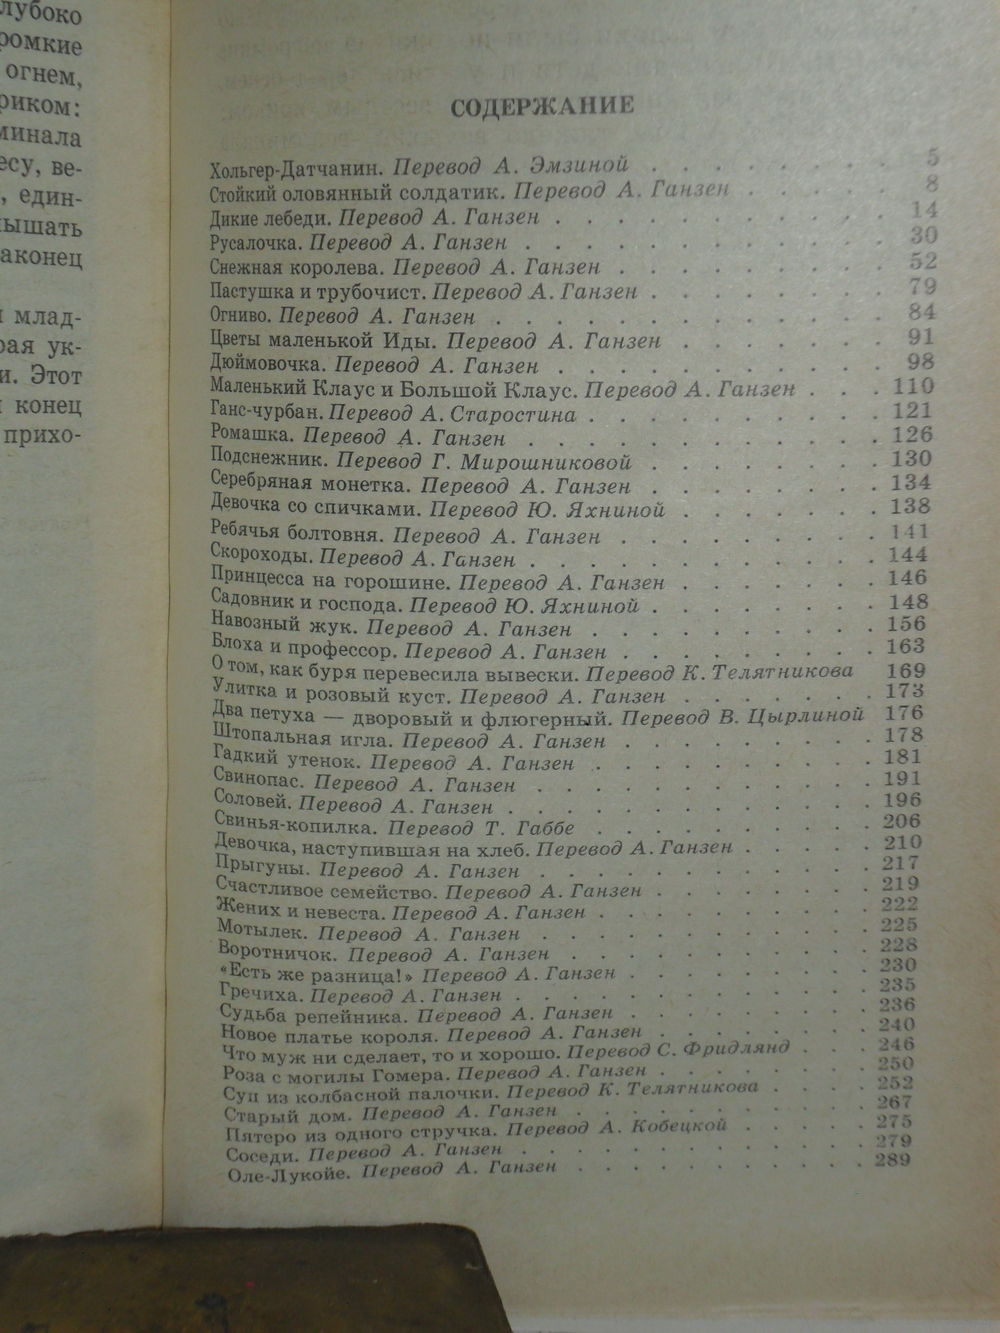 лубоко
ромкие
огнем,
риком:
минала
есу, ве-
, един-
ышать
аконец
млад-
рая ук-
и. Этот
конец
прихо-
СОДЕРЖАНИЕ
Хольгер-Датчанин. Перевод А. Эмзиной . . . . . . . . 5
Стойкий оловянный солдатик. Перевод А. Ганзен . . . . . 8
Дикие лебеди. Перевод А. Ганзен . . . . . . . . . . . 14
Русалочка. Перевод А. Ганзен . . . . . . . . . . . . 30
Снежная королева. Перевод А. Ганзен . . . . . . . . . 52
Пастушка и трубочист. Перевод А. Ганзен . . . . . . . . 79
Огниво. Перевод А. Ганзен . . . . . . . . . . . . . 84
Цветы маленькой Иды. Перевод А. Ганзен . . . . . . . 91
Дюймовочка. Перевод А. Ганзен . . . . . . . . . . . 98
Маленький Клаус и Большой Клаус. Перевод А. Ганзен . . . 110
Ганс-чурбан. Перевод А. Старостина . . . . . . . . . . 121
Ромашка. Перевод А. Ганзен . . . . . . . . . . . . 126
Подснежник. Перевод Г. Мирошниковой . . . . . . . . 130
Серебряная монетка. Перевод А. Ганзен . . . . . . . . 134
Девочка со спичками. Перевод Ю. Яхниной . . . . . . . 138
Ребячья болтовня. Перевод А. Ганзен . . . . . . . . . 141
Скороходы. Перевод А. Ганзен . . . . . . . . . . . . 144
Принцесса на горошине. Перевод А. Ганзен . . . . . . . 146
Садовник и господа. Перевод Ю. Яхниной . . . . . . . . 148
Навозный жук. Перевод А. Ганзен . . . . . . . . . . 156
Блоха и профессор. Перевод А. Ганзен . . . . . . . . . 163
О том, как буря перевесила вывески. Перевод К. Телятникова 169
Улитка и розовый куст. Перевод А. Ганзен . . . . . . . 173
Два петуха — дворовый и флюгерный. Перевод В. Цырлиной 176
Штопальная игла. Перевод А. Ганзен . . . . . . . . . 178
Гадкий утенок. Перевод А. Ганзен . . . . . . . . . . 181
Свинопас. Перевод А. Ганзен . . . . . . . . . . . . 191
Соловей. Перевод А. Ганзен . . . . . . . . . . . . . 196
Свинья-копилка. Перевод Т. Габбе . . . . . . . . . . 206
Девочка, наступившая на хлеб. Перевод А. Ганзен . . . . . 210
Прыгуны. Перевод А. Ганзен . . . . . . . . . . . . 217
Счастливое семейство. Перевод А. Ганзен . . . . . . . . 219
Жених и невеста. Перевод А. Ганзен . . . . . . . . . . 222
Мотылек. Перевод А. Ганзен . . . . . . . . . . . . 225
Воротничок. Перевод А. Ганзен . . . . . . . . . . . 228
«Есть же разница!» Перевод А. Ганзен . . . . . . . . . 230
Гречиха. Перевод А. Ганзен . . . . . . . . . . . . . 235
Судьба репейника. Перевод А. Ганзен . . . . . . . . . 236
Новое платье короля. Перевод А. Ганзен . . . . . . . . 240
Что муж ни сделает, то и хорошо. Перевод С. Фридлянд . . . 246
Роза с могилы Гомера. Перевод А. Ганзен . . . . . . . . 250
Суп из колбасной палочки. Перевод К. Телятникова . . . . 252
Старый дом. Перевод А. Ганзен . . . . . . . . . . . 267
Пятеро из одного стручка. Перевод А. Кобецкой . . . . . 275
Соседи. Перевод А. Ганзен . . . . . . . . . . . . . 279
Оле-Лукойе. Перевод А. Ганзен . . . . . . . . . . . 289